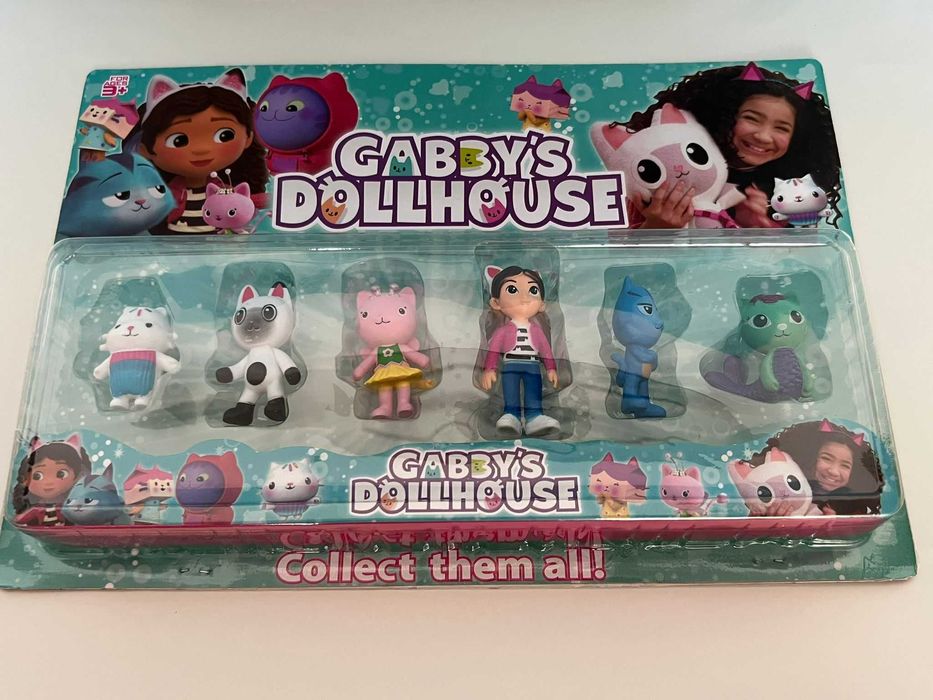 FOR
AGES
3+
GABBY'S
DOLLHOUSE
GABBY'S
DOLLHOUSE
Collect them all!